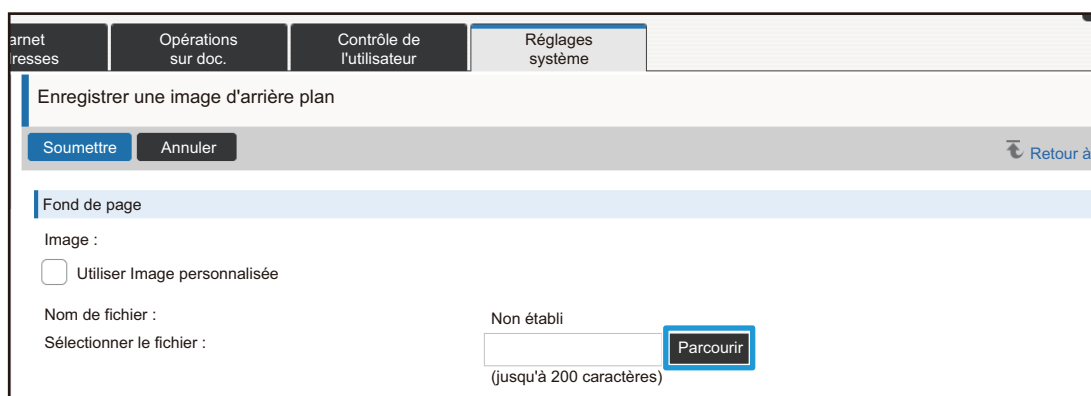 arnet
resses
Opérations
sur doc.
Contrôle de
l'utilisateur
Réglages
système
Enregistrer une image d'arrière plan
Soumettre Annuler
Retour à
Fond de page
Image :
Utiliser Image personnalisée
Nom de fichier : Non établi
Sélectionner le fichier : Parcourir
(jusqu'à 200 caractères)